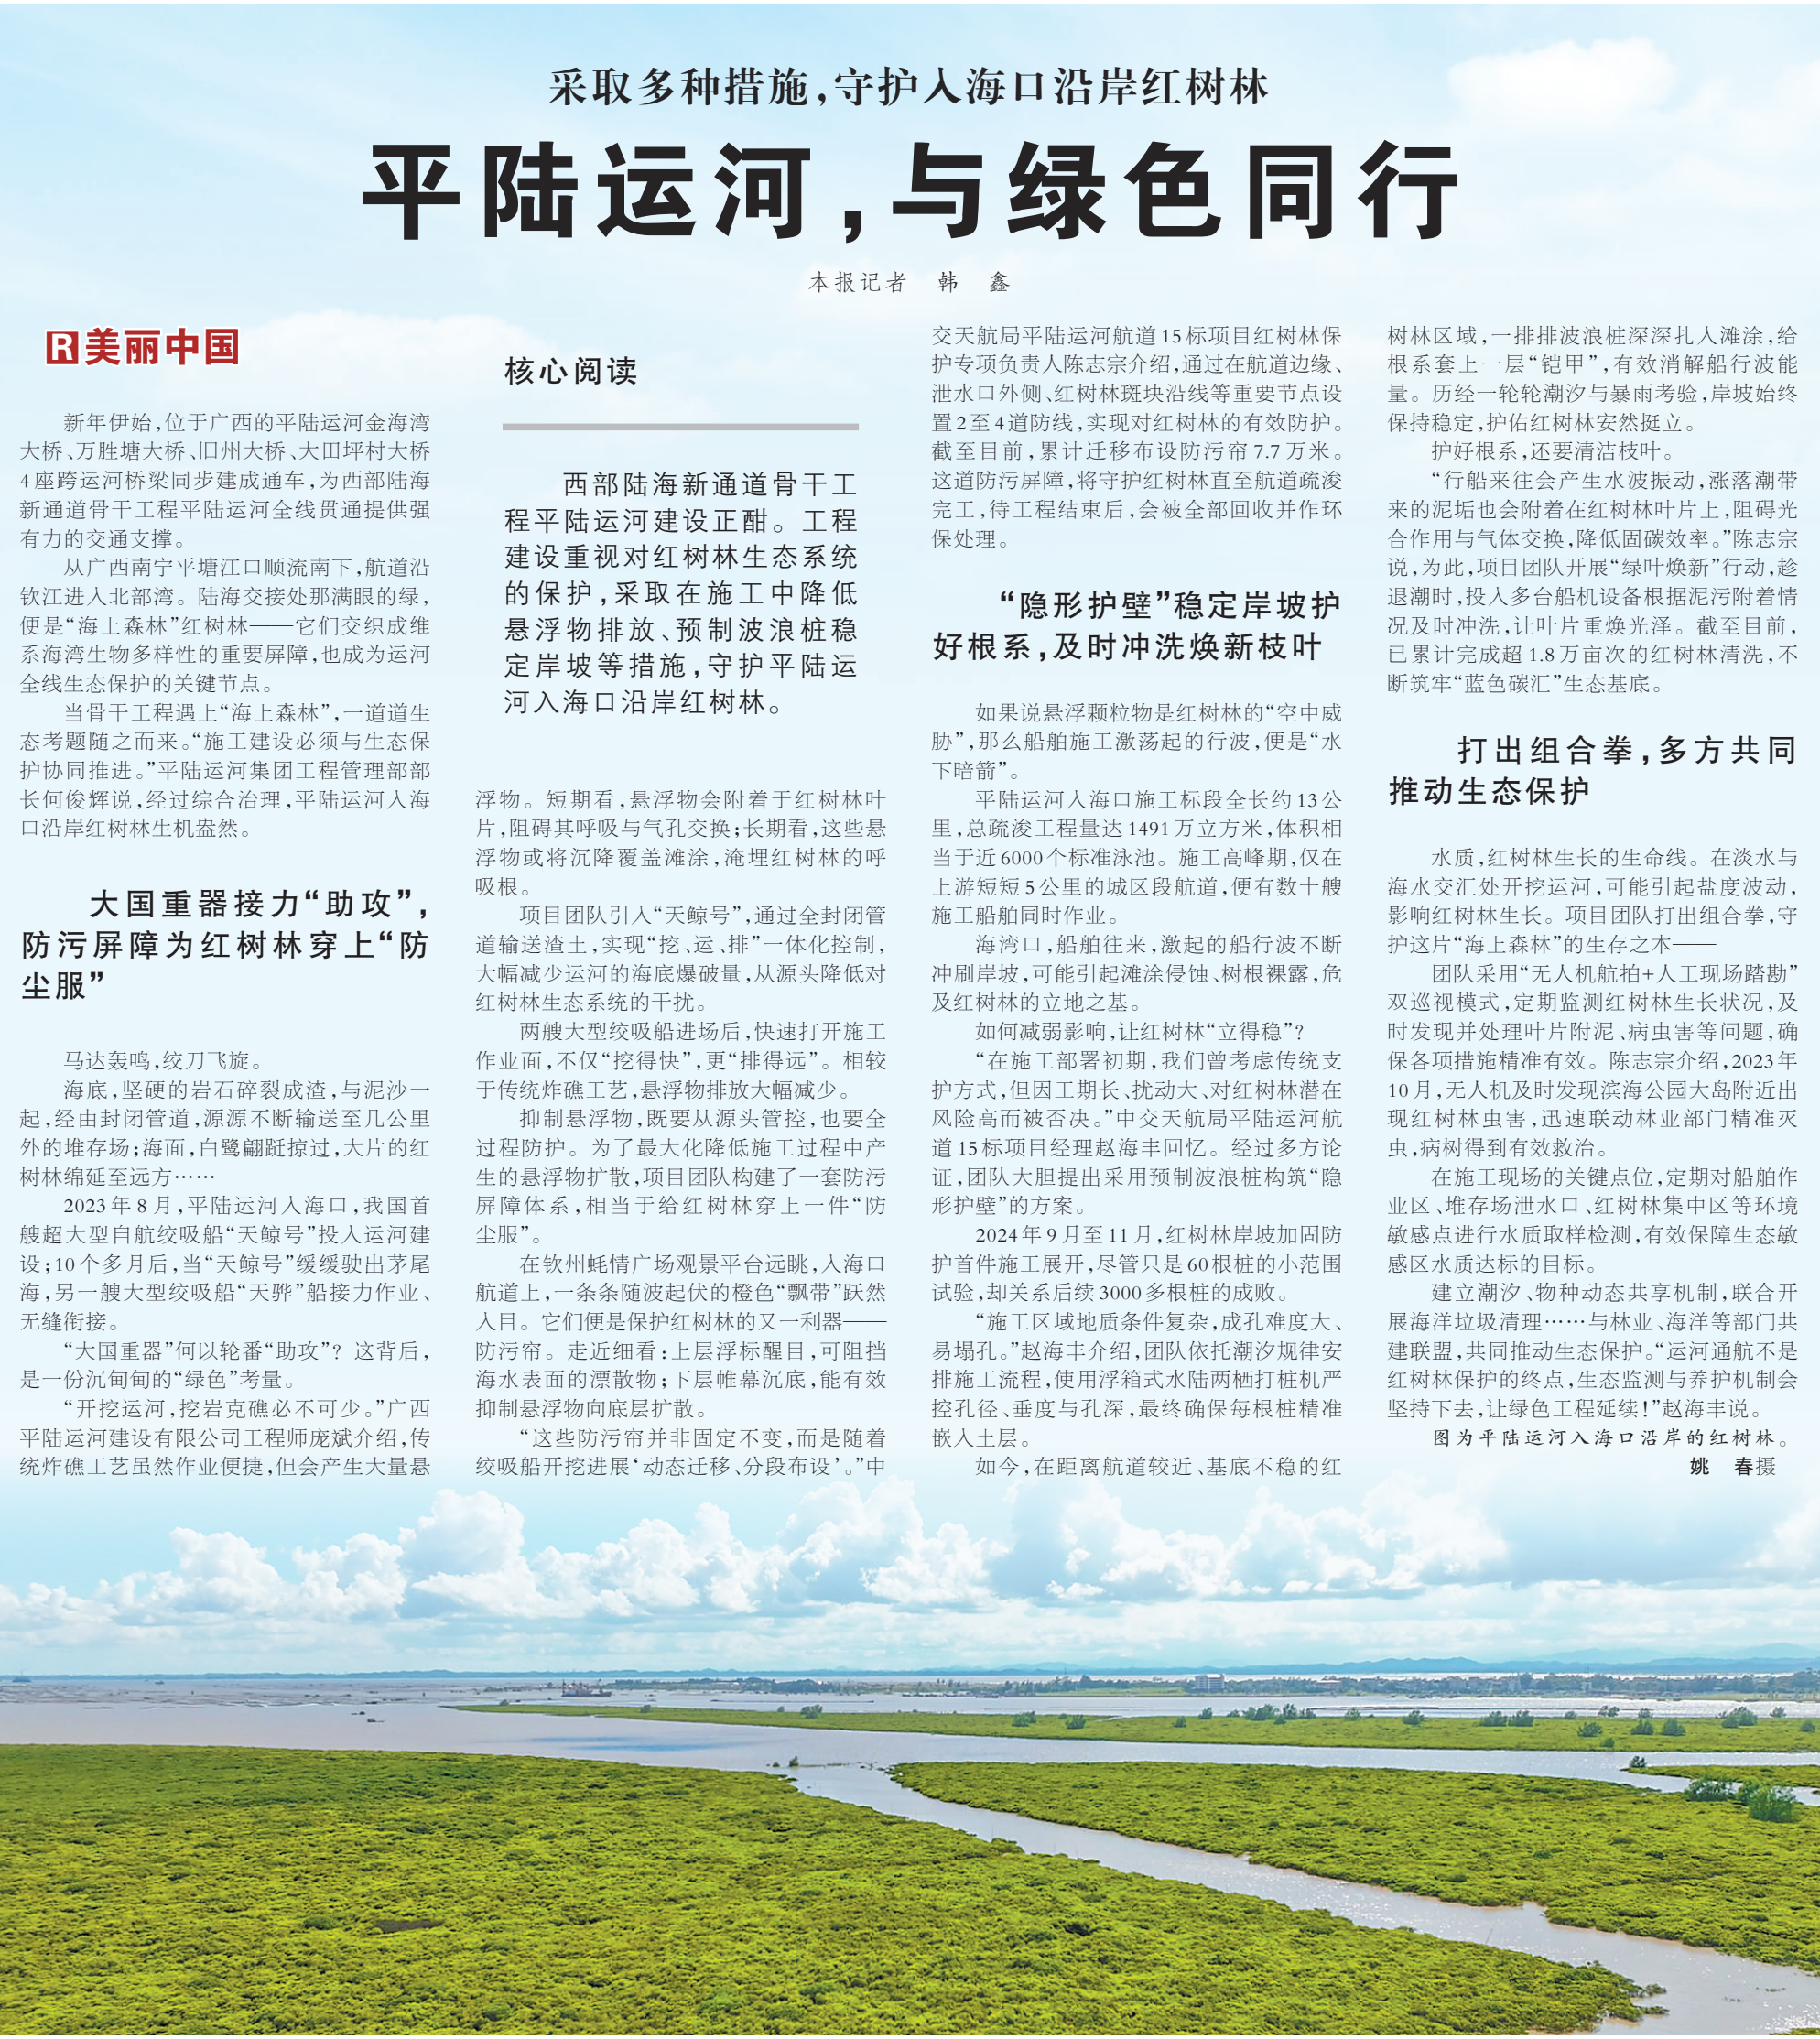 采取多种措施,守护入海口沿岸红树林
平陆运河,与绿色同行
本报记者 韩 鑫
R美丽中国
新年伊始,位于广西的平陆运河金海湾
大桥、万胜塘大桥、旧州大桥、大田坪村大桥
4座跨运河桥梁同步建成通车,为西部陆海
新通道骨干工程平陆运河全线贯通提供强
有力的交通支撑。
从广西南宁平塘江口顺流南下,航道沿
钦江进入北部湾。陆海交接处那满眼的绿,
便是“海上森林”红树林——它们交织成维
系海湾生物多样性的重要屏障,也成为运河
全线生态保护的关键节点。
当骨干工程遇上“海上森林”,一道道生
态考题随之而来。“施工建设必须与生态保
护协同推进。”平陆运河集团工程管理部部
长何俊辉说,经过综合治理,平陆运河入海
口沿岸红树林生机盎然。
大国重器接力“助攻”,
防污屏障为红树林穿上“防
尘服”
马达轰鸣,绞刀飞旋。
海底,坚硬的岩石碎裂成渣,与泥沙一
起,经由封闭管道,源源不断输送至几公里
外的堆存场;海面,白鹭翩跹掠过,大片的红
树林绵延至远方……
2023年8月,平陆运河入海口,我国首
艘超大型自航绞吸船“天鲸号”投入运河建
设;10个多月后,当“天鲸号”缓缓驶出茅尾
海,另一艘大型绞吸船“天骅”船接力作业、
无缝衔接。
“大国重器”何以轮番“助攻”？这背后,
是一份沉甸甸的“绿色”考量。
“开挖运河,挖岩克礁必不可少。”广西
平陆运河建设有限公司工程师庞斌介绍,传
统炸礁工艺虽然作业便捷,但会产生大量悬
核心阅读
西部陆海新通道骨干工
程平陆运河建设正酣。工程
建设重视对红树林生态系统
的保护,采取在施工中降低
悬浮物排放、预制波浪桩稳
定岸坡等措施,守护平陆运
河入海口沿岸红树林。
浮物。短期看,悬浮物会附着于红树林叶
片,阻碍其呼吸与气孔交换;长期看,这些悬
浮物或将沉降覆盖滩涂,淹埋红树林的呼
吸根。
项目团队引入“天鲸号”,通过全封闭管
道输送渣土,实现“挖、运、排”一体化控制,
大幅减少运河的海底爆破量,从源头降低对
红树林生态系统的干扰。
两艘大型绞吸船进场后,快速打开施工
作业面,不仅“挖得快”,更“排得远”。相较
于传统炸礁工艺,悬浮物排放大幅减少。
抑制悬浮物,既要从源头管控,也要全
过程防护。为了最大化降低施工过程中产
生的悬浮物扩散,项目团队构建了一套防污
屏障体系,相当于给红树林穿上一件“防
尘服”。
在钦州蚝情广场观景平台远眺,入海口
航道上,一条条随波起伏的橙色“飘带”跃然
入目。它们便是保护红树林的又一利器——
防污帘。走近细看:上层浮标醒目,可阻挡
海水表面的漂散物;下层帷幕沉底,能有效
抑制悬浮物向底层扩散。
“这些防污帘并非固定不变,而是随着
绞吸船开挖进展‘动态迁移、分段布设’。”中
交天航局平陆运河航道15标项目红树林保
护专项负责人陈志宗介绍,通过在航道边缘、
泄水口外侧、红树林斑块沿线等重要节点设
置2至4道防线,实现对红树林的有效防护。
截至目前,累计迁移布设防污帘7.7万米。
这道防污屏障,将守护红树林直至航道疏浚
完工,待工程结束后,会被全部回收并作环
保处理。
“隐形护壁”稳定岸坡护
好根系,及时冲洗焕新枝叶
如果说悬浮颗粒物是红树林的“空中威
胁”,那么船舶施工激荡起的行波,便是“水
下暗箭”。
平陆运河入海口施工标段全长约13公
里,总疏浚工程量达1491万立方米,体积相
当于近6000个标准泳池。施工高峰期,仅在
上游短短5公里的城区段航道,便有数十艘
施工船舶同时作业。
海湾口,船舶往来,激起的船行波不断
冲刷岸坡,可能引起滩涂侵蚀、树根裸露,危
及红树林的立地之基。
如何减弱影响,让红树林“立得稳”？
“在施工部署初期,我们曾考虑传统支
护方式,但因工期长、扰动大、对红树林潜在
风险高而被否决。”中交天航局平陆运河航
道15标项目经理赵海丰回忆。经过多方论
证,团队大胆提出采用预制波浪桩构筑“隐
形护壁”的方案。
2024年9月至11月,红树林岸坡加固防
护首件施工展开,尽管只是60根桩的小范围
试验,却关系后续3000多根桩的成败。
“施工区域地质条件复杂,成孔难度大、
易塌孔。”赵海丰介绍,团队依托潮汐规律安
排施工流程,使用浮箱式水陆两栖打桩机严
控孔径、垂度与孔深,最终确保每根桩精准
嵌入土层。
如今,在距离航道较近、基底不稳的红
树林区域,一排排波浪桩深深扎入滩涂,给
根系套上一层“铠甲”,有效消解船行波能
量。历经一轮轮潮汐与暴雨考验,岸坡始终
保持稳定,护佑红树林安然挺立。
护好根系,还要清洁枝叶。
“行船来往会产生水波振动,涨落潮带
来的泥垢也会附着在红树林叶片上,阻碍光
合作用与气体交换,降低固碳效率。”陈志宗
说,为此,项目团队开展“绿叶焕新”行动,趁
退潮时,投入多台船机设备根据泥污附着情
况及时冲洗,让叶片重焕光泽。截至目前,
已累计完成超1.8万亩次的红树林清洗,不
断筑牢“蓝色碳汇”生态基底。
打出组合拳,多方共同
推动生态保护
水质,红树林生长的生命线。在淡水与
海水交汇处开挖运河,可能引起盐度波动,
影响红树林生长。项目团队打出组合拳,守
护这片“海上森林”的生存之本——
团队采用“无人机航拍+人工现场踏勘”
双巡视模式,定期监测红树林生长状况,及
时发现并处理叶片附泥、病虫害等问题,确
保各项措施精准有效。陈志宗介绍,2023年
10月,无人机及时发现滨海公园大岛附近出
现红树林虫害,迅速联动林业部门精准灭
虫,病树得到有效救治。
在施工现场的关键点位,定期对船舶作
业区、堆存场泄水口、红树林集中区等环境
敏感点进行水质取样检测,有效保障生态敏
感区水质达标的目标。
建立潮汐、物种动态共享机制,联合开
展海洋垃圾清理……与林业、海洋等部门共
建联盟,共同推动生态保护。“运河通航不是
红树林保护的终点,生态监测与养护机制会
坚持下去,让绿色工程延续!”赵海丰说。
图为平陆运河入海口沿岸的红树林。
姚 春摄